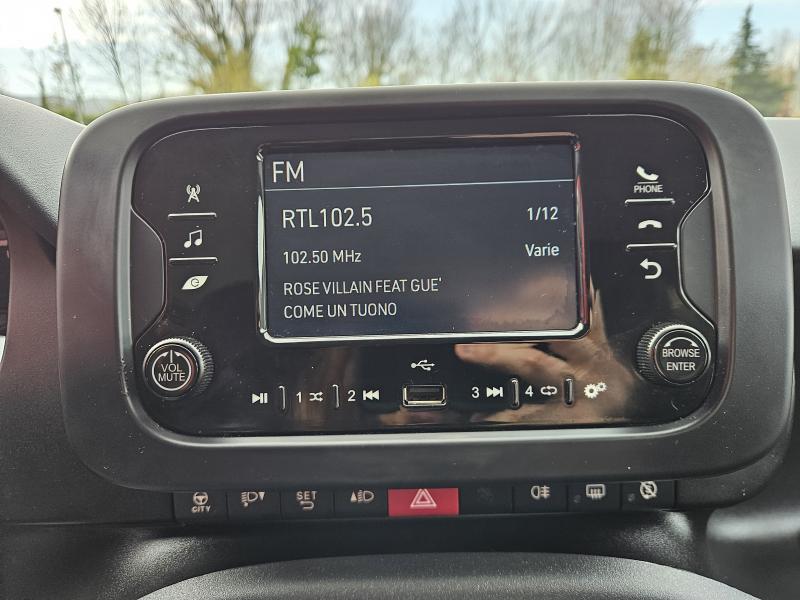 FM
RTL102.5 1/12
102.50 MHz Varie
ROSE VILLAIN FEAT GUE'
COME UN TUONO
PHONE
VOL
MUTE
BROWSE
ENTER
1 2 3 4
CITY SET